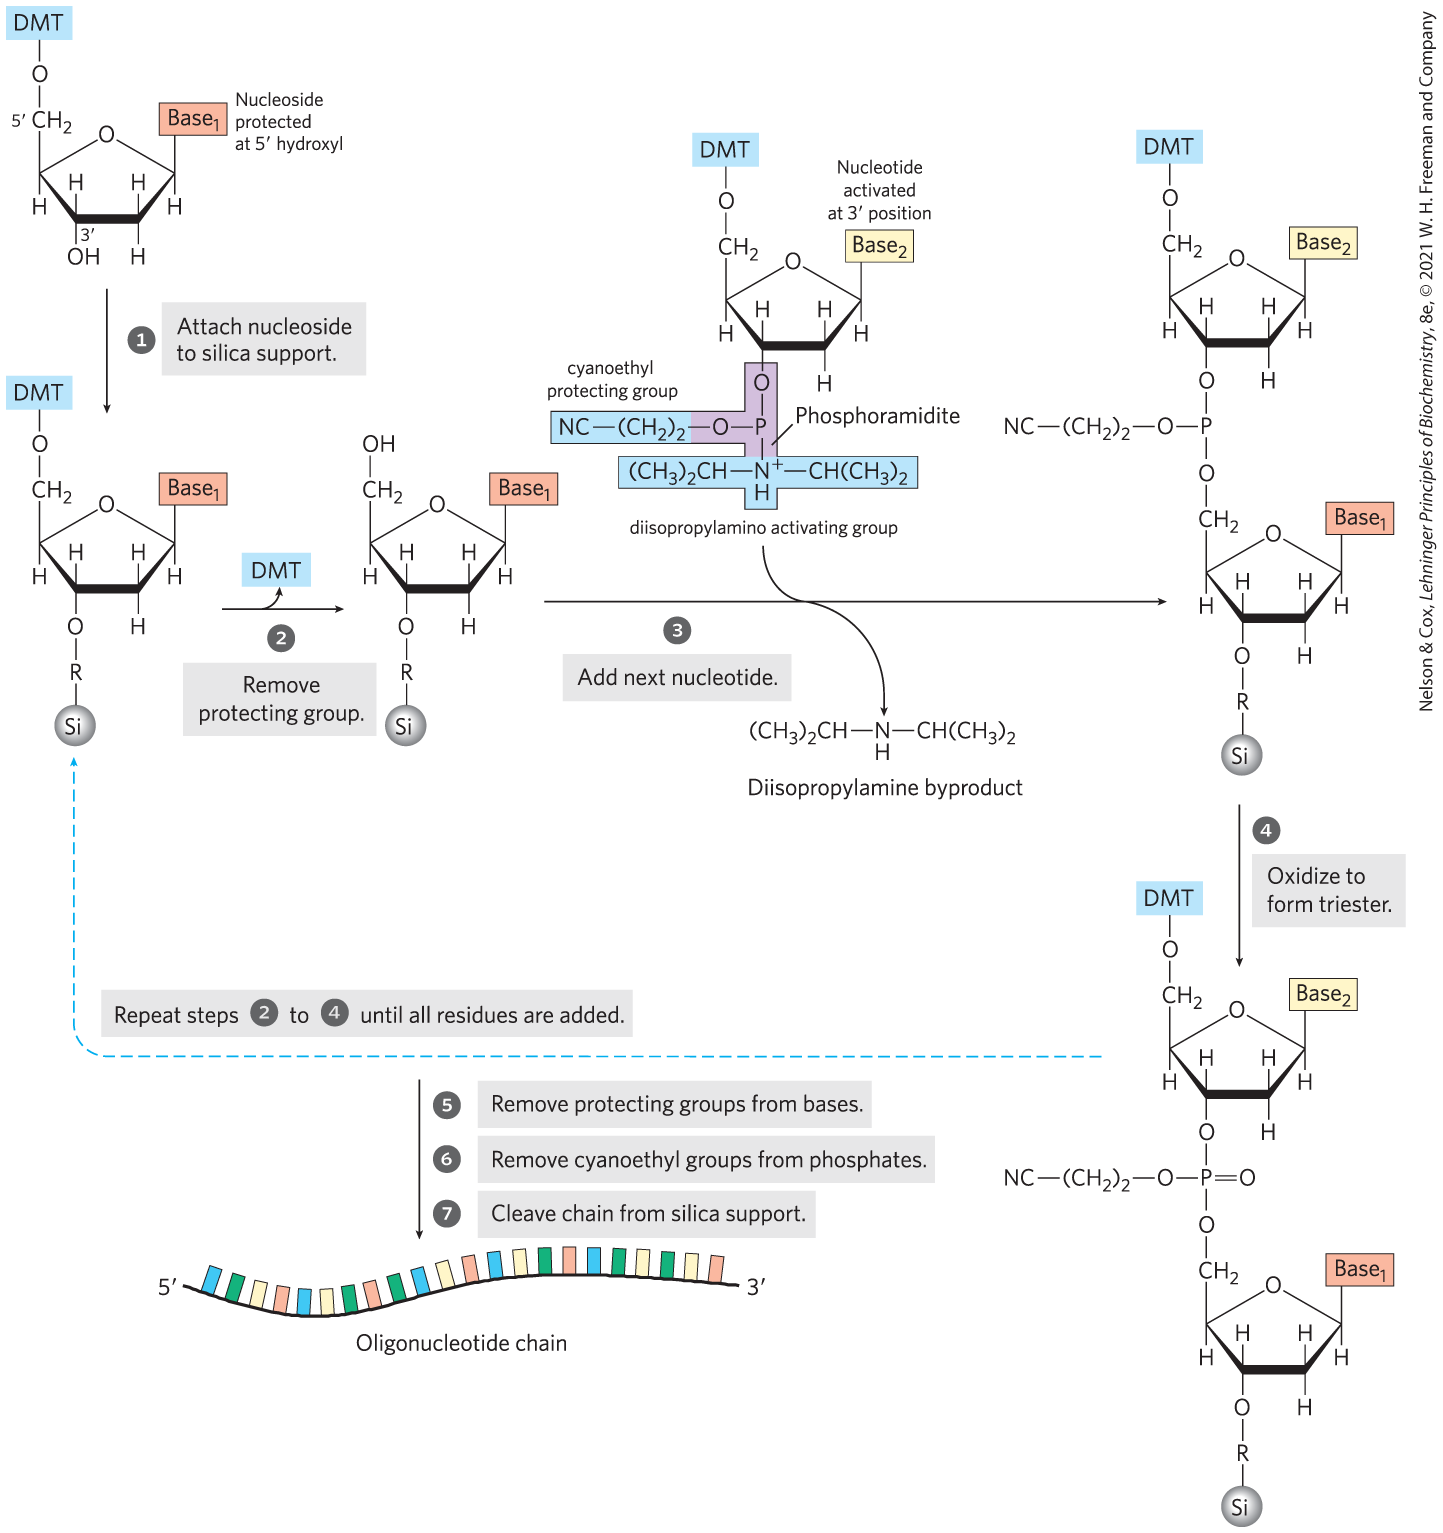 DMT
O
5′ CH2
O
Base1
Nucleoside
protected
at 5′ hydroxyl
H
H
H
H
3′
OH
H
1
Attach nucleoside
to silica support.
DMT
O
CH2
O
Base1
H
H
H
H
O
H
R
Si
DMT
2
Remove
protecting group.
OH
CH2
O
Base1
H
H
H
H
O
H
R
Si
DMT
O
CH2
O
Nucleotide
activated
at 3′ position
Base2
H
H
H
H
H
cyanoethyl
protecting group
O
NC—(CH2)2—O—P
Phosphoramidite
(CH3)2CH—N+—CH(CH3)2
H
diisopropylamino activating group
3
Add next nucleotide.
(CH3)2CH—N—CH(CH3)2
H
Diisopropylamine byproduct
DMT
O
CH2
O
Base2
H
H
H
H
O
H
NC—(CH2)2—O—P
O
CH2
O
Base1
H
H
H
H
O
H
R
Si
4
Oxidize to
form triester.
DMT
O
CH2
O
Base2
H
H
H
H
O
H
NC—(CH2)2—O—P=O
O
CH2
O
Base1
H
H
H
H
O
H
R
Si
Repeat steps 2 to 4 until all residues are added.
5 Remove protecting groups from bases.
6 Remove cyanoethyl groups from phosphates.
7 Cleave chain from silica support.
5′
3′
Oligonucleotide chain
Nelson & Cox, Lehninger Principles of Biochemistry, 8e, © 2021 W. H. Freeman and Company